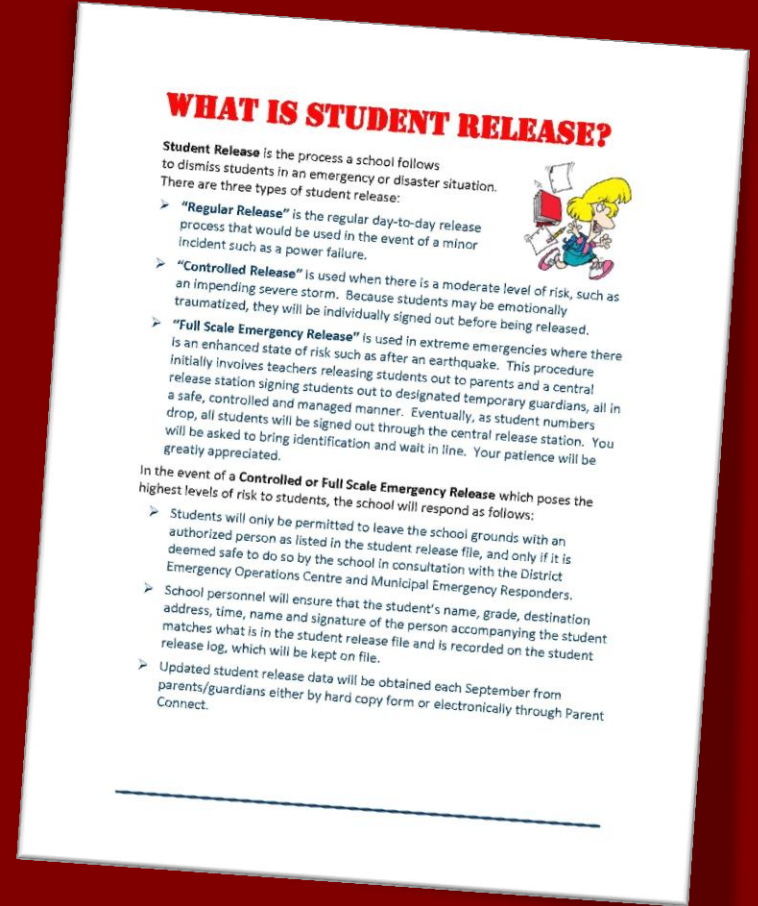 WHAT IS STUDENT RELEASE?
Student Release is the process a school follows
to dismiss students in an emergency or disaster situation.
There are three types of student release:
➢ "Regular Release" is the regular day-to-day release
process that would be used in the event of a minor
incident such as a power failure.
➢ "Controlled Release" is used when there is a moderate level of risk, such as
an impending severe storm. Because students may be emotionally
traumatized, they will be individually signed out before being released.
➢ "Full Scale Emergency Release" is used in extreme emergencies where there
is an enhanced state of risk such as after an earthquake. This procedure
initially involves teachers releasing students out to parents and a central
release station signing students out to designated temporary guardians, all in
a safe, controlled and managed manner. Eventually, as student numbers
drop, all students will be signed out through the central release station. You
will be asked to bring identification and wait in line. Your patience will be
greatly appreciated.
In the event of a Controlled or Full Scale Emergency Release which poses the
highest levels of risk to students, the school will respond as follows:
➢ Students will only be permitted to leave the school grounds with an
authorized person as listed in the student release file, and only if it is
deemed safe to do so by the school in consultation with the District
Emergency Operations Centre and Municipal Emergency Responders.
➢ School personnel will ensure that the student's name, grade, destination
address, time, name and signature of the person accompanying the student
matches what is in the student release file and is recorded on the student
release log, which will be kept on file.
➢ Updated student release data will be obtained each September from
parents/guardians either by hard copy form or electronically through Parent
Connect.